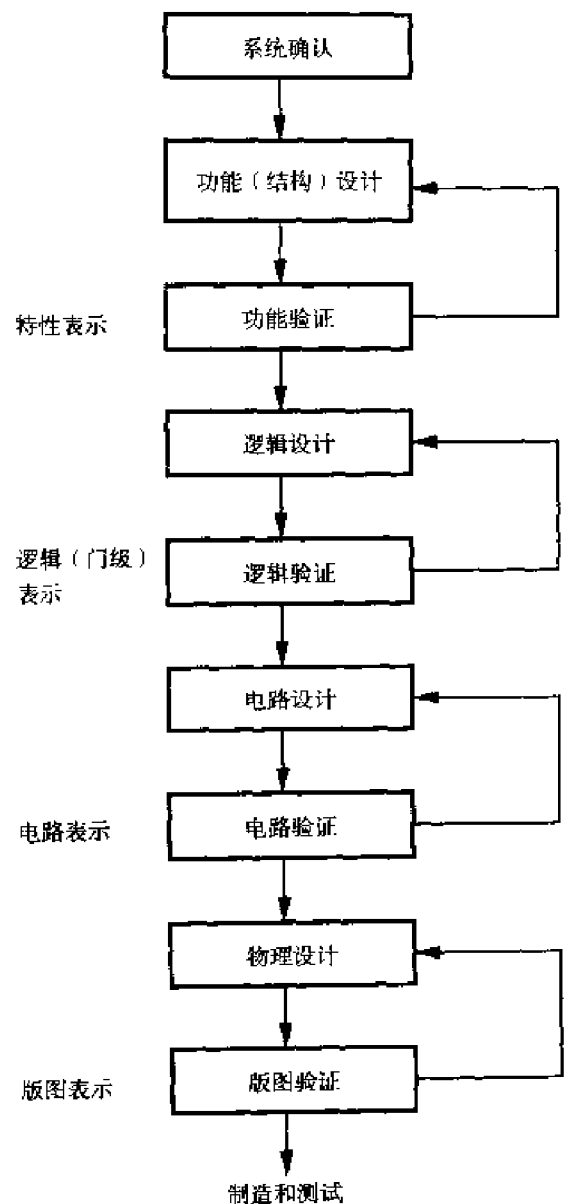 系统确认
功能（结构）设计
特性表示
功能验证
逻辑设计
逻辑（门级）
表示
逻辑验证
电路设计
电路表示
电路验证
物理设计
版图表示
版图验证
制造和测试